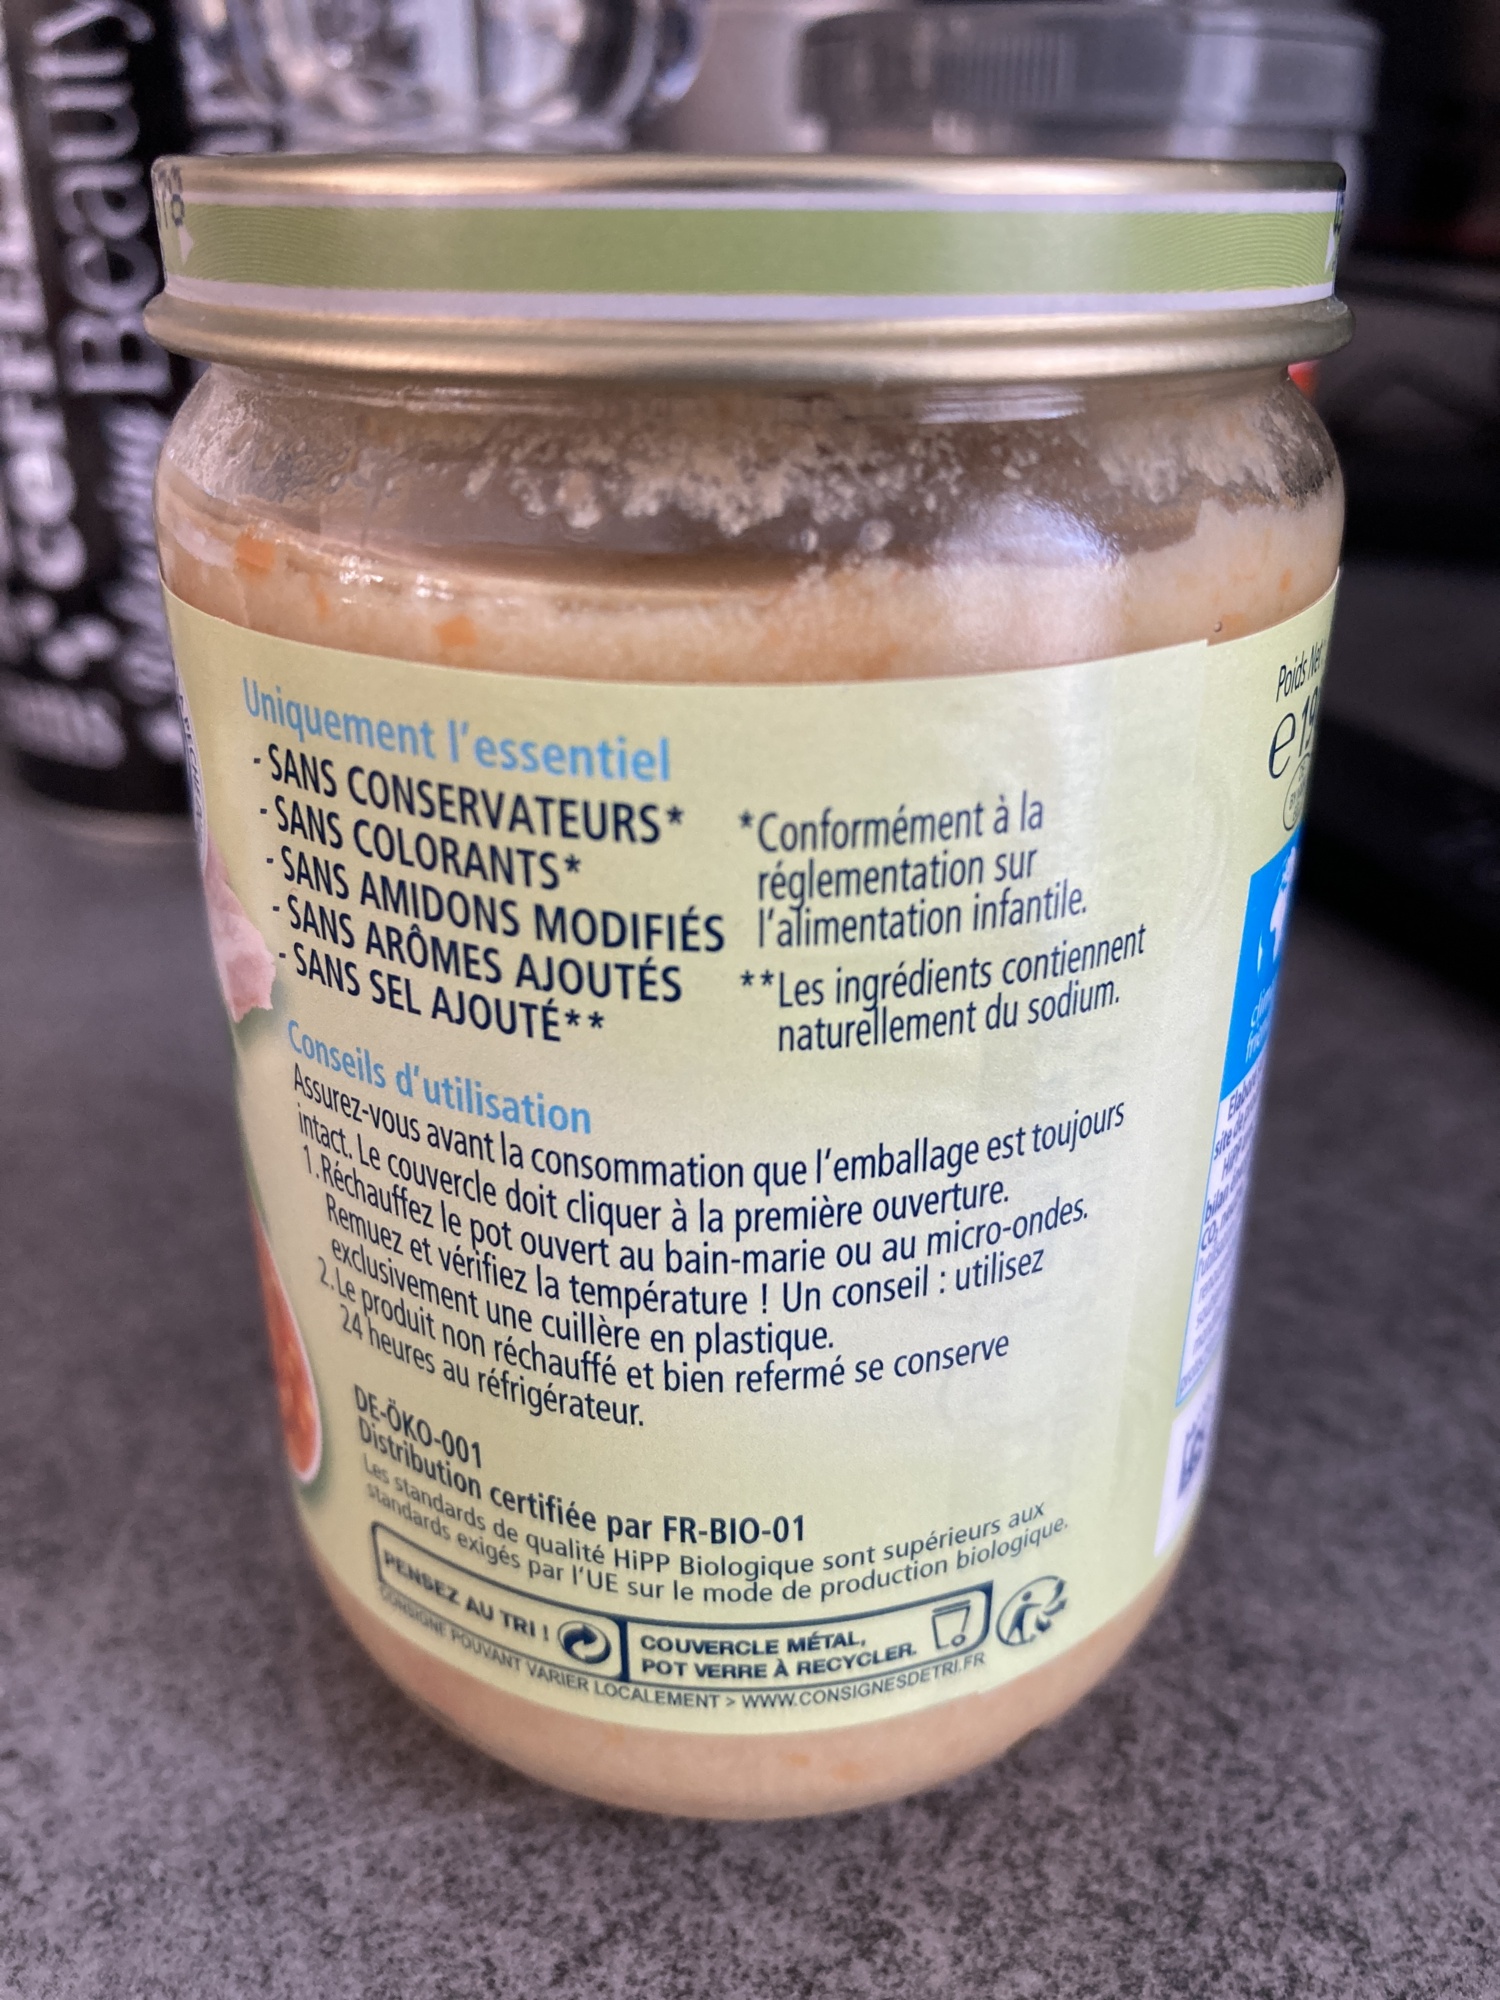 Beauty
Uniquement l'essentiel
- SANS CONSERVATEURS*
- SANS COLORANTS*
- SANS AMIDONS MODIFIÉS
- SANS ARÔMES AJOUTÉS
- SANS SEL AJOUTÉ**
*Conformément à la
réglementation sur
l'alimentation infantile.
**Les ingrédients contiennent
naturellement du sodium.
Conseils d'utilisation
Assurez-vous avant la consommation que l'emballage est toujours
intact. Le couvercle doit cliquer à la première ouverture.
1. Réchauffez le pot ouvert au bain-marie ou au micro-ondes.
Remuez et vérifiez la température ! Un conseil : utilisez
exclusivement une cuillère en plastique.
2. Le produit non réchauffé et bien refermé se conserve
24 heures au réfrigérateur.
DE-ÖKO-001
Distribution certifiée par FR-BIO-01
Les standards de qualité HiPP Biologique sont supérieurs aux
standards exigés par l'UE sur le mode de production biologique.
PENSEZ AU TRI !
COUVERCLE MÉTAL,
POT VERRE À RECYCLER.
CONSIGNE POUVANT VARIER LOCALEMENT > WWW.CONSIGNESDETRI.FR
Poids Net
e 19